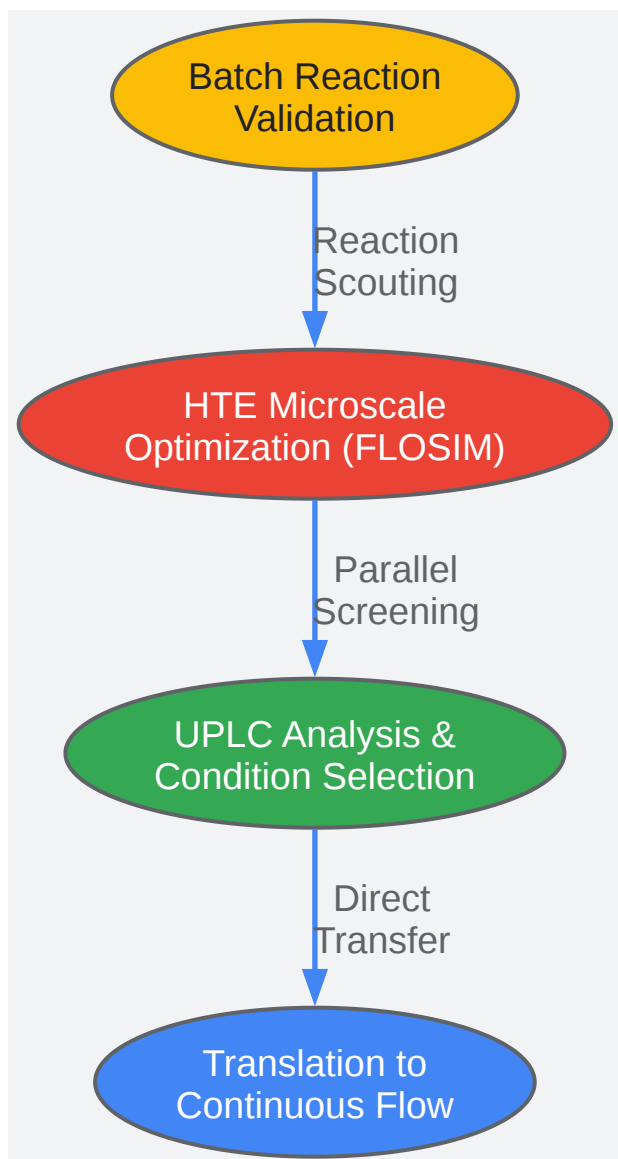 Batch Reaction
Validation
Reaction
Scouting
HTE Microscale
Optimization (FLOSIM)
Parallel
Screening
UPLC Analysis &
Condition Selection
Direct
Transfer
Translation to
Continuous Flow